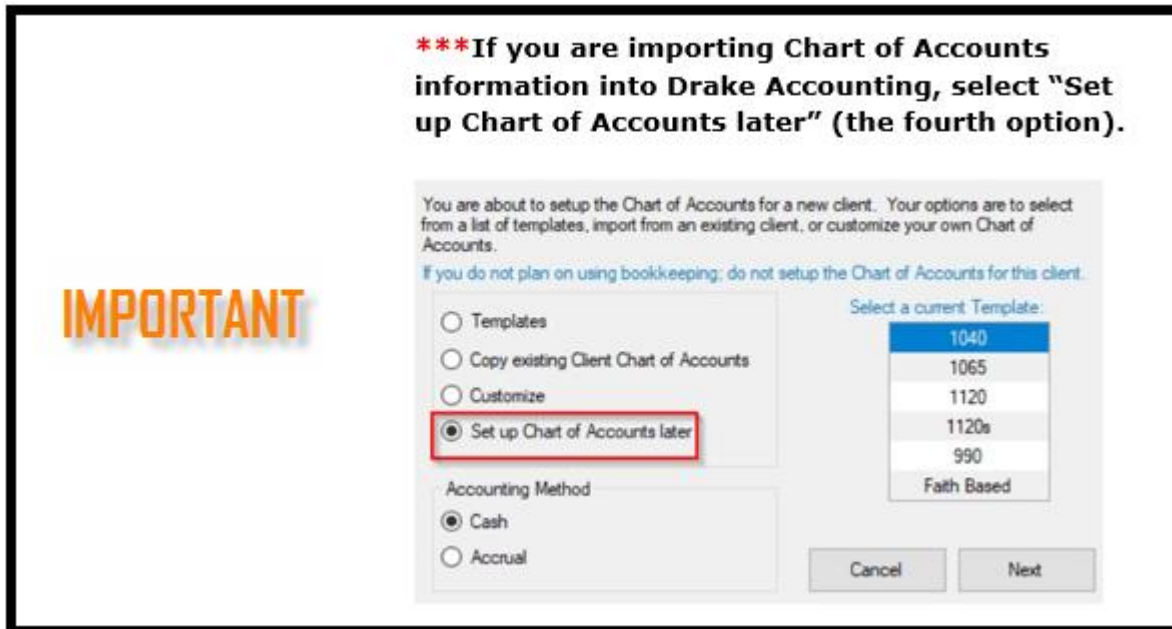 ***If you are importing Chart of Accounts
information into Drake Accounting, select “Set
up Chart of Accounts later” (the fourth option).
IMPORTANT
You are about to setup the Chart of Accounts for a new client. Your options are to select
from a list of templates, import from an existing client, or customize your own Chart of
Accounts.
If you do not plan on using bookkeeping; do not setup the Chart of Accounts for this client.
Templates
Copy existing Client Chart of Accounts
Customize
Set up Chart of Accounts later
Accounting Method
Cash
Accrual
Select a current Template:
1040
1065
1120
1120s
990
Faith Based
Cancel
Next